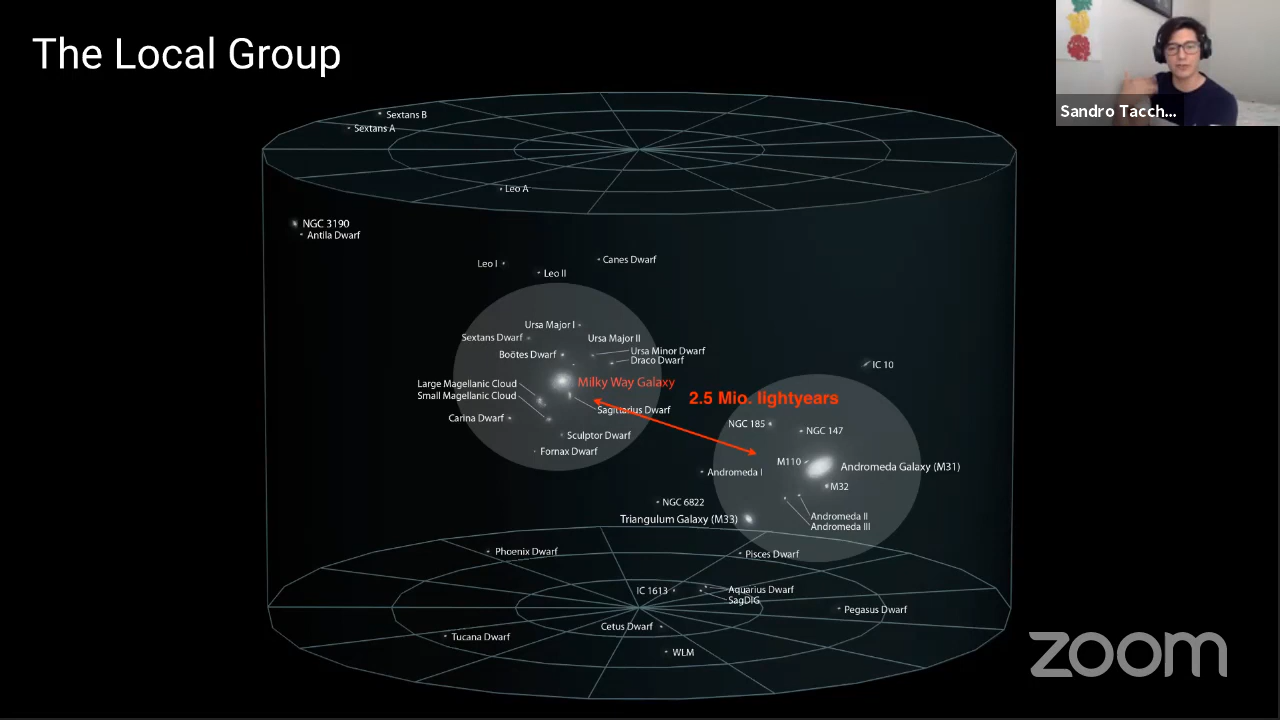 The Local Group
Sandro Tacch...
Sextans B
Sextans A
Leo A
NGC 3190
Antila Dwarf
Canes Dwarf
Leo I
Leo II
Ursa Major I
Sextans Dwarf
Ursa Major II
Ursa Minor Dwarf
Boötes Dwarf
Draco Dwarf
IC 10
Milky Way Galaxy
Large Magellanic Cloud
Small Magellanic Cloud
2.5 Mio. lightyears
Sagittarius Dwarf
Carina Dwarf
NGC 185
NGC 147
Sculptor Dwarf
Fornax Dwarf
M110
Andromeda Galaxy (M31)
Andromeda I
M32
NGC 6822
Andromeda II
Triangulum Galaxy (M33)
Andromeda III
Phoenix Dwarf
Pisces Dwarf
IC 1613
Aquarius Dwarf
SagDIG
Pegasus Dwarf
Cetus Dwarf
Tucana Dwarf
WLM
zoom